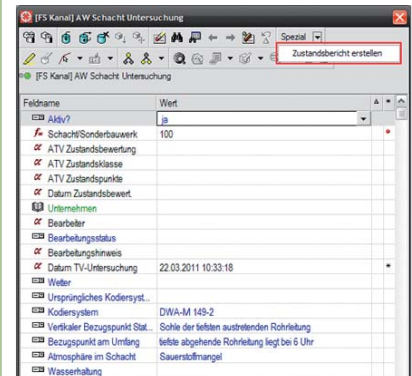 [FS Kanal] AW Schacht Untersuchung
Spezial
Zustandsbericht erstellen
[FS Kanal] AW Schacht Untersuchung
Feldname Wert
Aktiv? ja
Schacht/Sonderbauwerk 100
ATV Zustandsbewertung
ATV Zustandsklasse
ATV Zustandspunkte
Datum Zustandsbewert.
Unternehmen
Bearbeiter
Bearbeitungsstatus
Bearbeitungshinweis
Datum TV-Untersuchung 22.03.2011 10:33:18
Wetter
Ursprüngliches Kodiersyst...
Kodiersystem DWA-M 149-2
Vertikaler Bezugspunkt Stat... Sohle der tiefsten austretenden Rohrleitung
Bezugspunkt am Umfang tiefste abgehende Rohrleitung liegt bei 6 Uhr
Atmosphäre im Schacht Sauerstoffmangel
Wasserhaltung